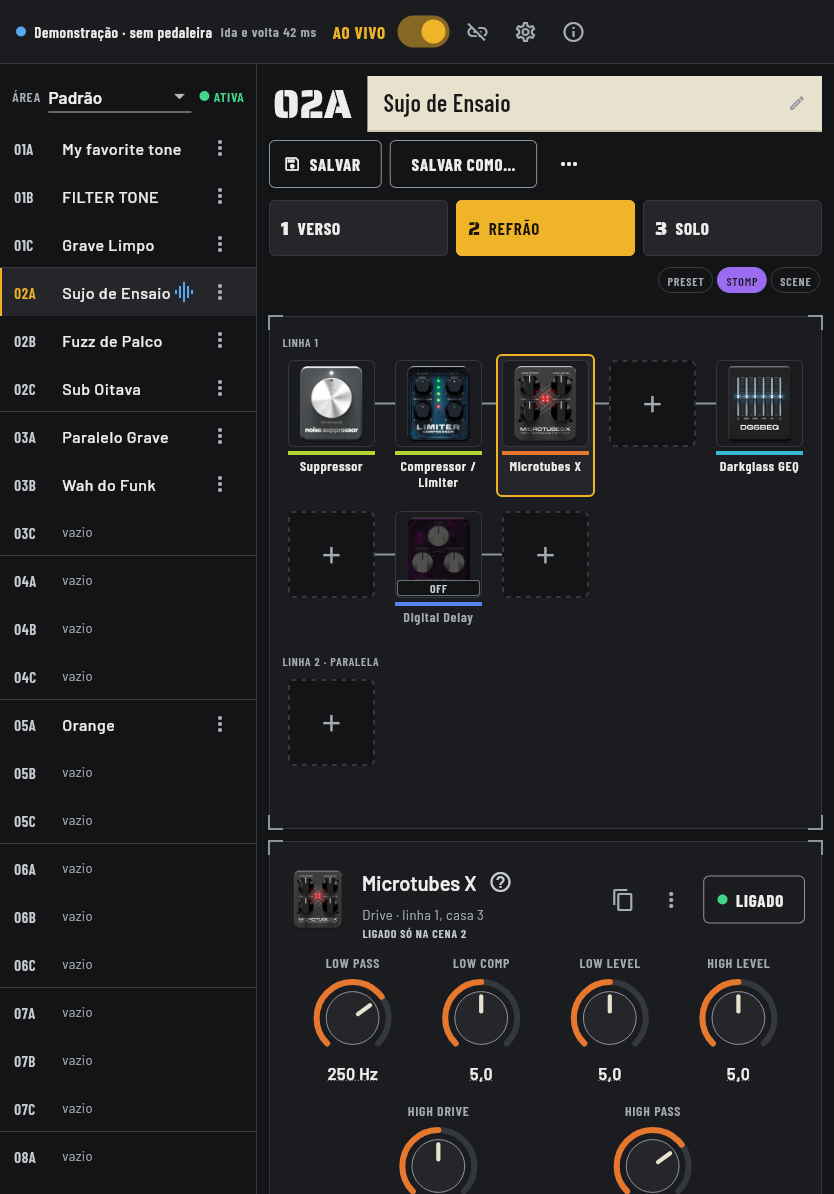 Demonstração · sem pedaleira Ida e volta 42 ms AO VIVO
ÁREA Padrão ATIVA
01A My favorite tone
01B FILTER TONE
01C Grave Limpo
02A Sujo de Ensaio
02B Fuzz de Palco
02C Sub Oitava
03A Paralelo Grave
03B Wah do Funk
03C vazio
04A vazio
04B vazio
04C vazio
05A Orange
05B vazio
05C vazio
06A vazio
06B vazio
06C vazio
07A vazio
07B vazio
07C vazio
08A vazio
02A Sujo de Ensaio
SALVAR SALVAR COMO...
1 VERSO 2 REFRÃO 3 SOLO
PRESET STOMP SCENE
LINHA 1
noise suppressor LIMITER COMPRESSOR MICROTUBES X DG6BEQ
Suppressor Compressor / Limiter Microtubes X Darkglass GEQ
OFF
Digital Delay
LINHA 2 · PARALELA
Microtubes X
Drive · linha 1, casa 3
LIGADO SÓ NA CENA 2
LIGADO
LOW PASS LOW COMP LOW LEVEL HIGH LEVEL
250 Hz 5,0 5,0 5,0
HIGH DRIVE HIGH PASS